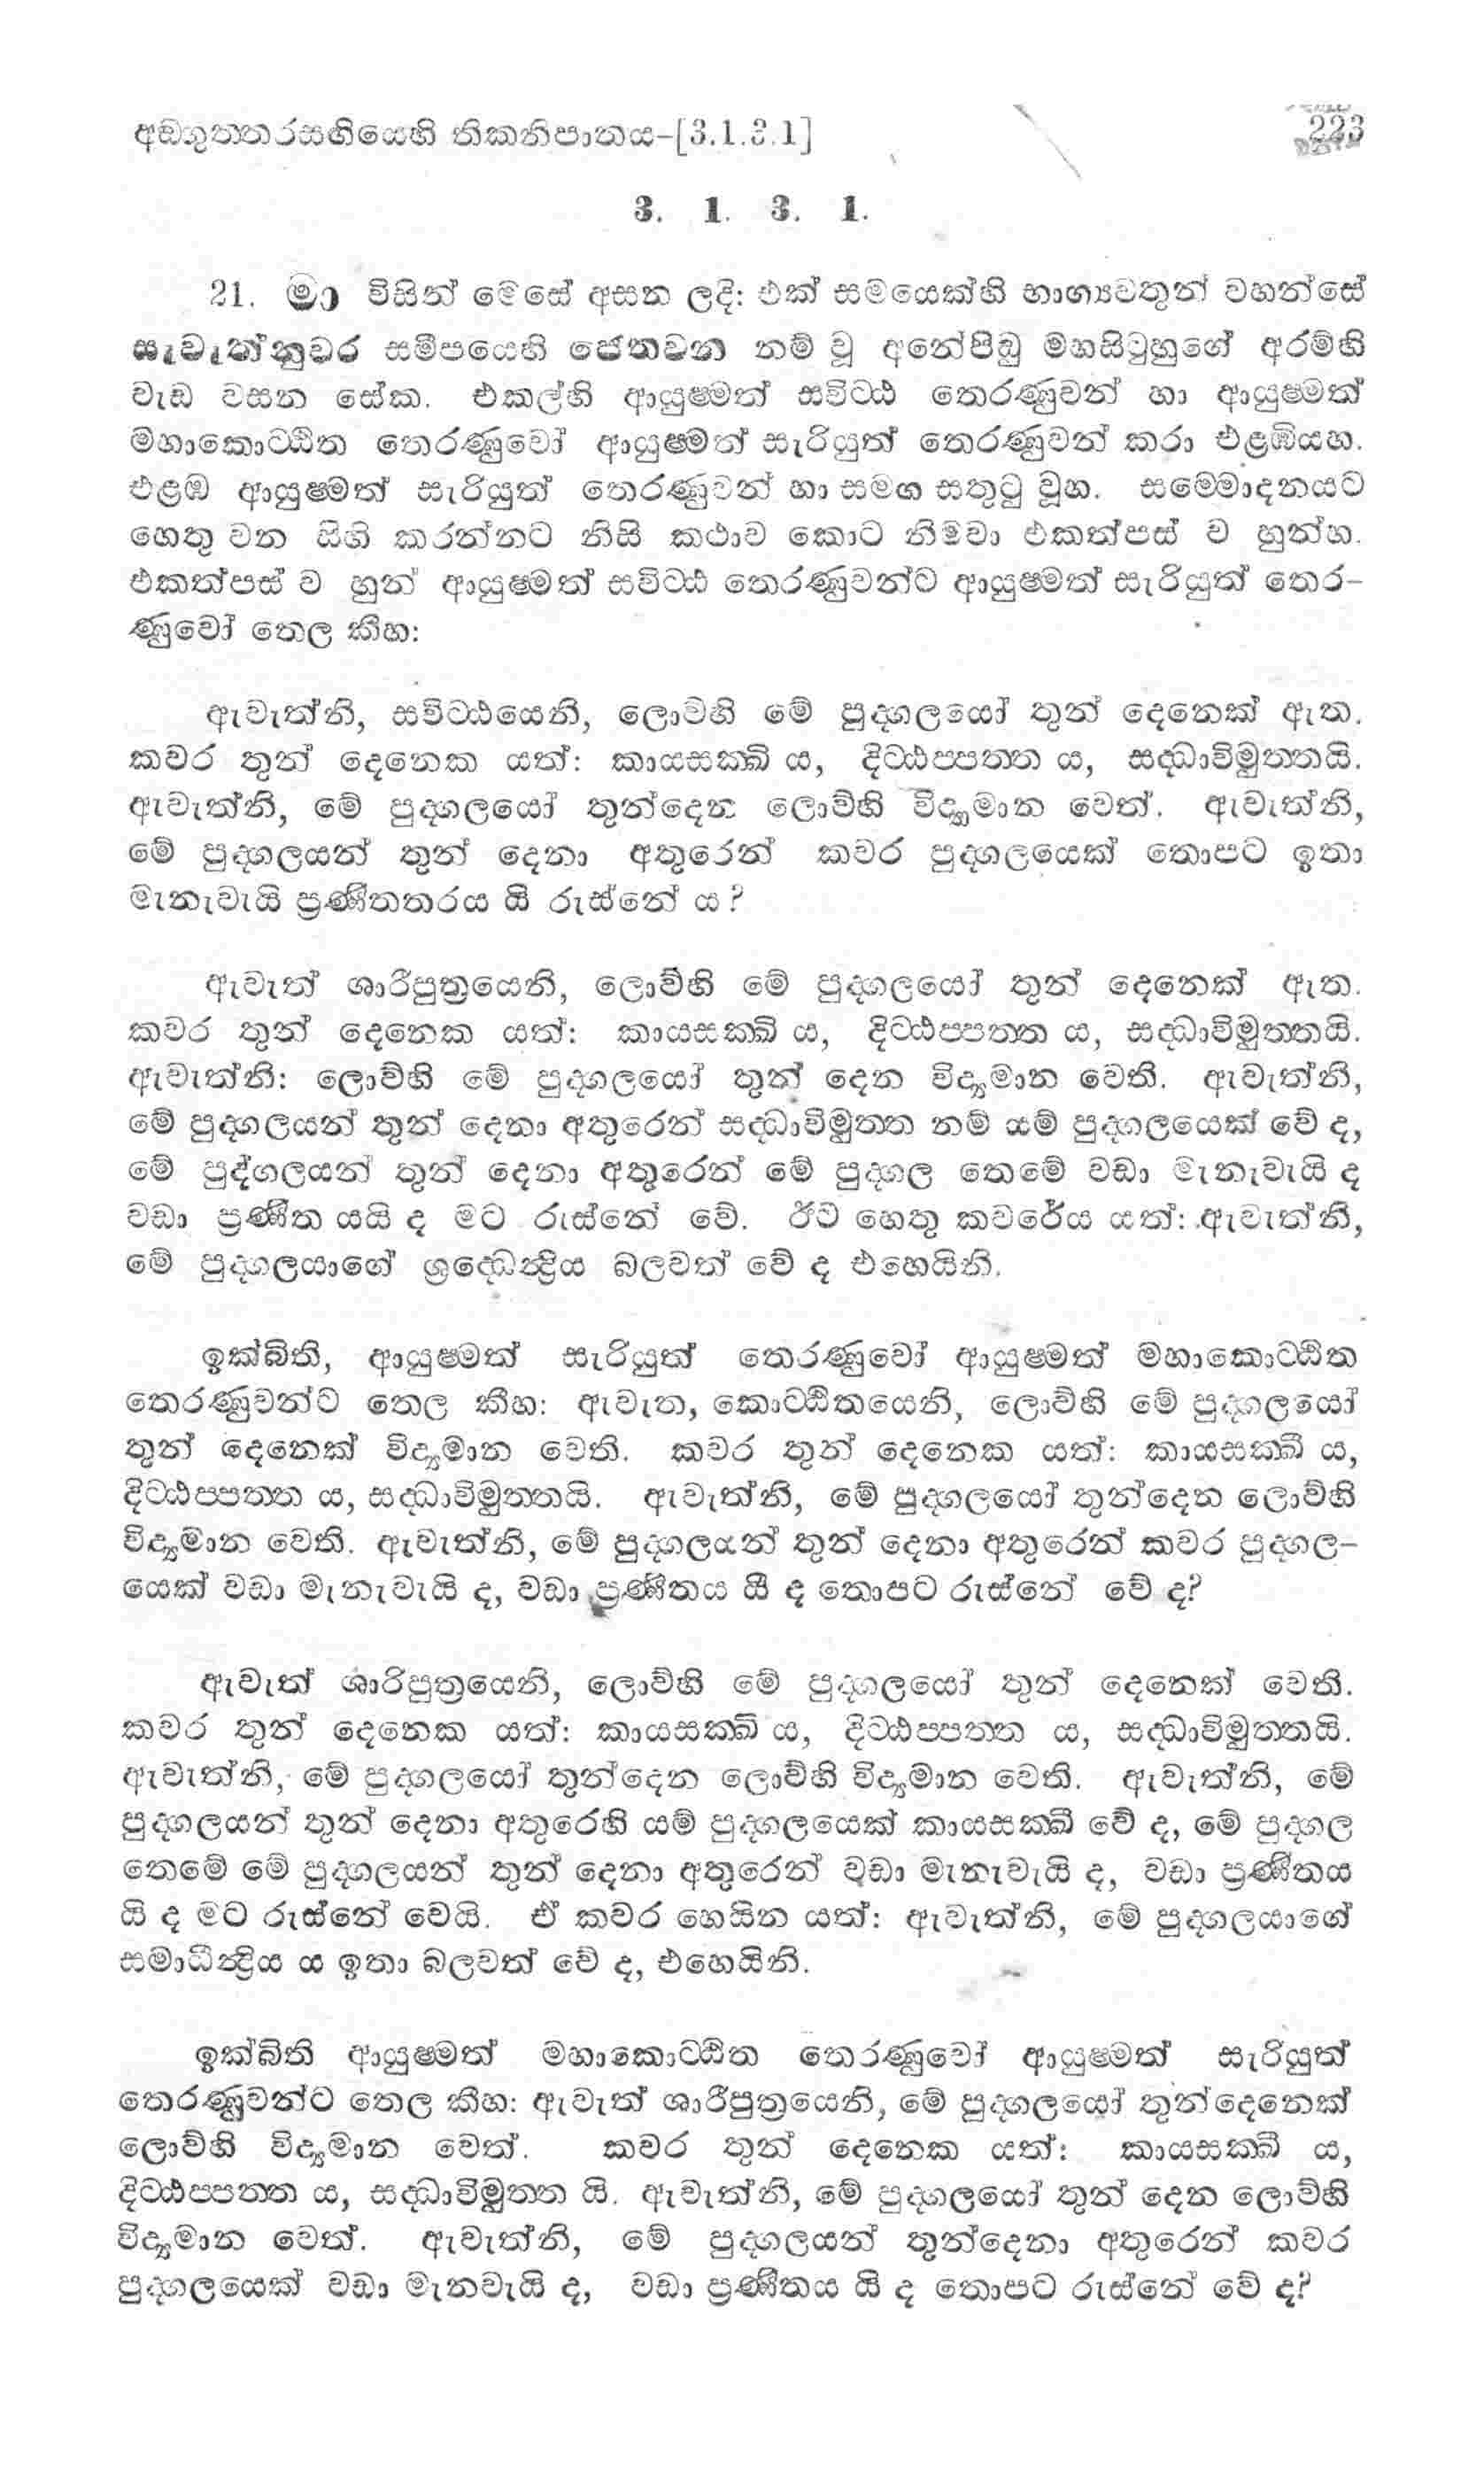 අඞගුත්තරසඟියෙහි තිකනිපාතය-[3.1.3.1] 223
3. 1. 3. 1.
21. මා විසින් මෙසේ අසන ලදි: එක් සමයෙක්හි භාග්‍යවතුන් වහන්සේ
සැවැත්නුවර සමීපයෙහි ජේතවන නම් වූ අනේපිඬු මහසිටුහුගේ අරම්හි
වැඩ වසන සේක. එකල්හි ආයුෂ්මත් සවිට්ඨ තෙරණුවන් හා ආයුෂ්මත්
මහාකොට්ඨිත තෙරණුවෝ ආයුෂ්මත් සැරියුත් තෙරණුවන් කරා එළඹියහ.
එළඹ ආයුෂ්මත් සැරියුත් තෙරණුවන් හා සමඟ සතුටු වූහ. සම්මොදනයට
හෙතු වන සිහි කරන්නට නිසි කථාව කොට නිමවා එකත්පස් ව හුන්හ.
එකත්පස් ව හුන් ආයුෂ්මත් සවිට්ඨ තෙරණුවන්ට ආයුෂ්මත් සැරියුත් තෙර-
ණුවෝ තෙල කීහ:
ඇවැත්නි, සවිට්ඨයෙනි, ලොවහි මේ පුද්ගලයෝ තුන් දෙනෙක් ඇත.
කවර තුන් දෙනෙක යත්: කායසක්ඛි ය, දිට්ඨප්පත්ත ය, සද්ධාවිමුත්තයි.
ඇවැත්නි, මේ පුද්ගලයෝ තුන්දෙන ලොව්හි විද්‍යාමාන වෙත්. ඇවැත්නි,
මේ පුද්ගලයන් තුන් දෙනා අතුරෙන් කවර පුද්ගලයෙක් තොපට ඉතා
මැනැවැයි ප්‍රණීතතරය යි රුස්නේ ය?
ඇවැත් ශාරිපුත්‍රයෙනි, ලොව්හි මේ පුද්ගලයෝ තුන් දෙනෙක් ඇත.
කවර තුන් දෙනෙක යත්: කායසක්ඛි ය, දිට්ඨප්පත්ත ය, සද්ධාවිමුත්තයි.
ඇවැත්නි: ලොව්හි මේ පුද්ගලයෝ තුන් දෙන විද්‍යමාන වෙති. ඇවැත්නි,
මේ පුද්ගලයන් තුන් දෙනා අතුරෙන් සද්ධාවිමුත්ත නම් යම් පුද්ගලයෙක් වේ ද,
මේ පුද්ගලයන් තුන් දෙනා අතුරෙන් මේ පුද්ගල තෙමේ වඩා මැනැවැයි ද
වඩා ප්‍රණීත යයි ද මට රුස්නේ වේ. ඊට හෙතු කවරේය යත්: ඇවැත්නි,
මේ පුද්ගලයාගේ ශ්‍රද්ධෙන්ද්‍රිය බලවත් වේ ද එහෙයිනි.
ඉක්බිති, ආයුෂ්මත් සැරියුත් තෙරණුවෝ ආයුෂ්මත් මහාකොට්ඨිත
තෙරණුවන්ට තෙල කීහ: ඇවැත, කොට්ඨිතයෙනි, ලොව්හි මේ පුද්ගලයෝ
තුන් දෙනෙක් විද්‍යමාන වෙති. කවර තුන් දෙනෙක යත්: කායසක්ඛී ය,
දිට්ඨප්පත්ත ය, සද්ධාවිමුත්තයි. ඇවැත්නි, මේ පුද්ගලයෝ තුන්දෙන ලොව්හි
විද්‍යමාන වෙති. ඇවැත්නි, මේ පුද්ගලයන් තුන් දෙනා අතුරෙන් කවර පුද්ගල-
යෙක් වඩා මැනැවැයි ද, වඩා ප්‍රණීතය යී ද තොපට රුස්නේ වේ ද?
ඇවැත් ශාරිපුත්‍රයෙනි, ලොව්හි මේ පුද්ගලයෝ තුන් දෙනෙක් වෙති.
කවර තුන් දෙනෙක යත්: කායසක්ඛි ය, දිට්ඨප්පත්ත ය, සද්ධාවිමුත්තයි.
ඇවැත්නි, මේ පුද්ගලයෝ තුන්දෙන ලොව්හි විද්‍යමාන වෙති. ඇවැත්නි, මේ
පුද්ගලයන් තුන් දෙනා අතුරෙහි යම් පුද්ගලයෙක් කායසක්ඛී වේ ද, මේ පුද්ගල
තෙමේ මේ පුද්ගලයන් තුන් දෙනා අතුරෙන් වඩා මැනැවැයි ද, වඩා ප්‍රණීතය
යි ද මට රුස්නේ වෙයි. ඒ කවර හෙයින යත්: ඇවැත්නි, මේ පුද්ගලයාගේ
සමාධීන්ද්‍රිය ය ඉතා බලවත් වේ ද, එහෙයිනි.
ඉක්බිති ආයුෂ්මත් මහාකොට්ඨිත තෙරණුවෝ ආයුෂ්මත් සැරියුත්
තෙරණුවන්ට තෙල කීහ: ඇවැත් ශාරිපුත්‍රයෙනි, මේ පුද්ගලයෝ තුන්දෙනෙක්
ලොව්හි විද්‍යමාන වෙත්. කවර තුන් දෙනෙක යත්: කායසක්ඛී ය,
දිට්ඨප්පත්ත ය, සද්ධාවිමුත්ත යි. ඇවැත්නි, මේ පුද්ගලයෝ තුන් දෙන ලොව්හි
විද්‍යමාන වෙත්. ඇවැත්නි, මේ පුද්ගලයන් තුන්දෙනා අතුරෙන් කවර
පුද්ගලයෙක් වඩා මැනවැයි ද, වඩා ප්‍රණීතය යි ද තොපට රුස්නේ වේ ද?